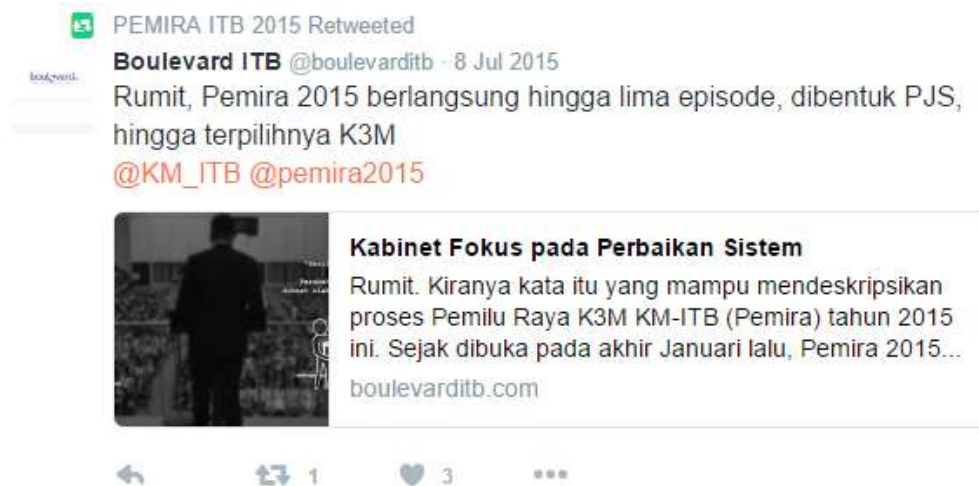 PEMIRA ITB 2015 Retweeted
Boulevard ITB @boulevarditb · 8 Jul 2015
boulevard.
Rumit, Pemira 2015 berlangsung hingga lima episode, dibentuk PJS,
hingga terpilihnya K3M
@KM_ITB @pemira2015
Kabinet Fokus pada Perbaikan Sistem
Rumit. Kiranya kata itu yang mampu mendeskripsikan
proses Pemilu Raya K3M KM-ITB (Pemira) tahun 2015
ini. Sejak dibuka pada akhir Januari lalu, Pemira 2015...
boulevarditb.com
1
3